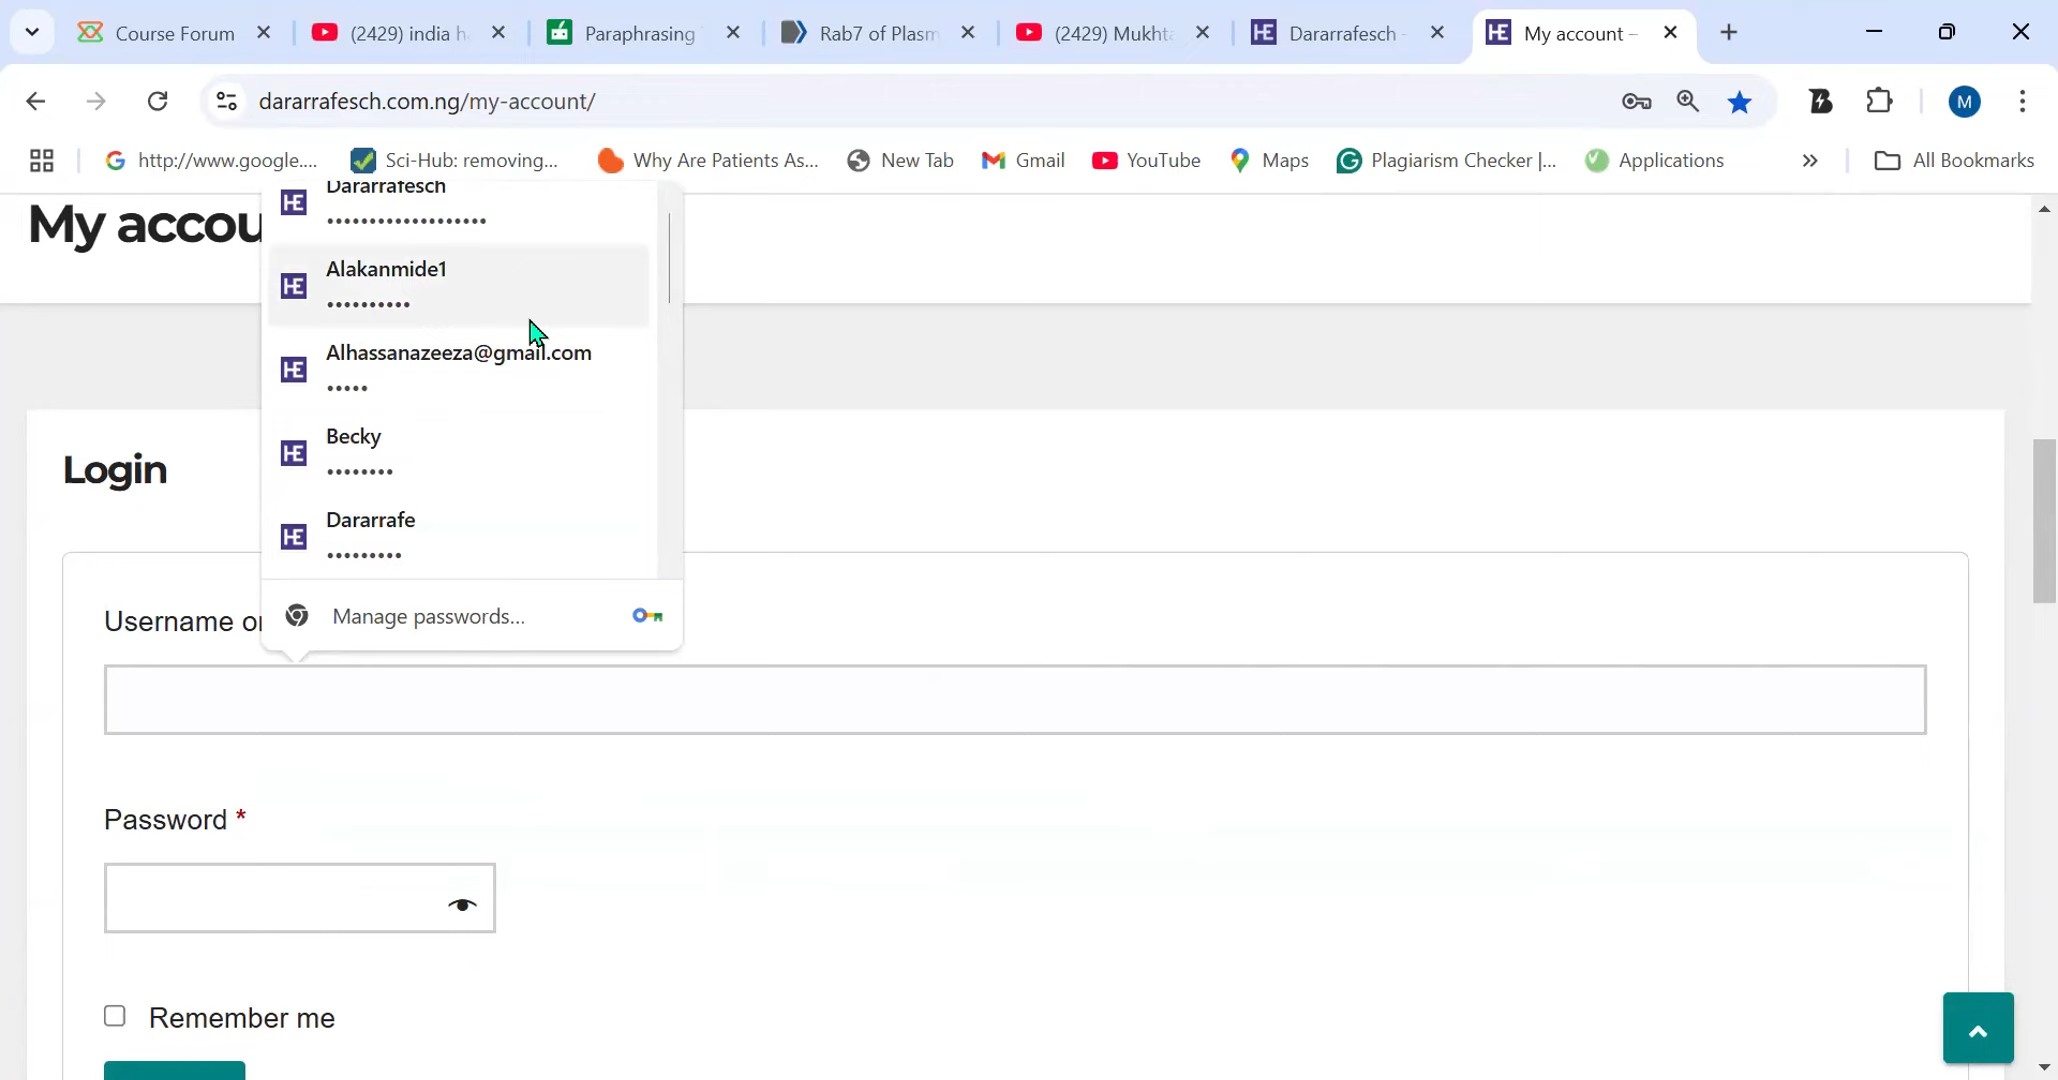 Course Forum
(2429) india h
Paraphrasing
Rab7 of Plasm
(2429) Mukhta
Dararrafesch -
My account –
dararrafesch.com.ng/my-account/
M
http://www.google....
Sci-Hub: removing...
Why Are Patients As...
New Tab
Gmail
YouTube
Maps
Plagiarism Checker |...
Applications
All Bookmarks
My accou
Dararrafesch
•••••••••••••••••••
Alakanmide1
••••••••••
Alhassanazeeza@gmail.com
•••••
Becky
••••••••
Dararrafe
•••••••••
Manage passwords...
Login
Username or
Password *
Remember me